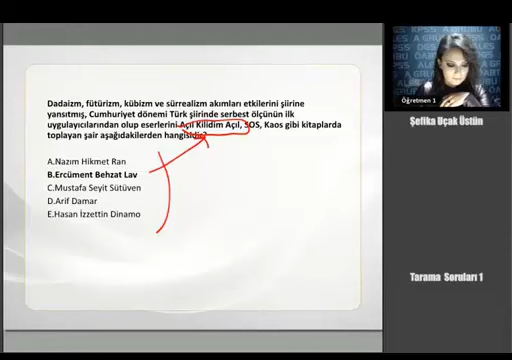 Dadaizm, fütürizm, kübizm ve sürrealizm akımları etkilerini şiirine
yansıtmış, Cumhuriyet dönemi Türk şiirinde serbest ölçünün ilk
uygulayıcılarından olup eserlerini Açıl Kilidim Açıl, SOS, Kaos gibi kitaplarda
toplayan şair aşağıdakilerden hangisidir?
A.Nazım Hikmet Ran
B.Ercüment Behzat Lav
C.Mustafa Seyit Sütüven
D.Arif Damar
E.Hasan İzzettin Dinamo
Öğretmen 1
Şefika Uçak Üstün
Tarama Soruları 1